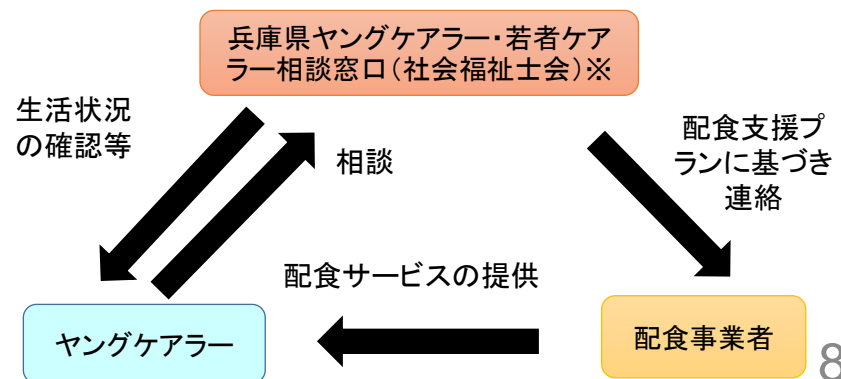 兵庫県ヤングケアラー・若者ケア
ラー相談窓口（社会福祉士会）※
生活状況
の確認等
相談
配食支援プ
ランに基づき
連絡
配食サービスの提供
ヤングケアラー
配食事業者
8